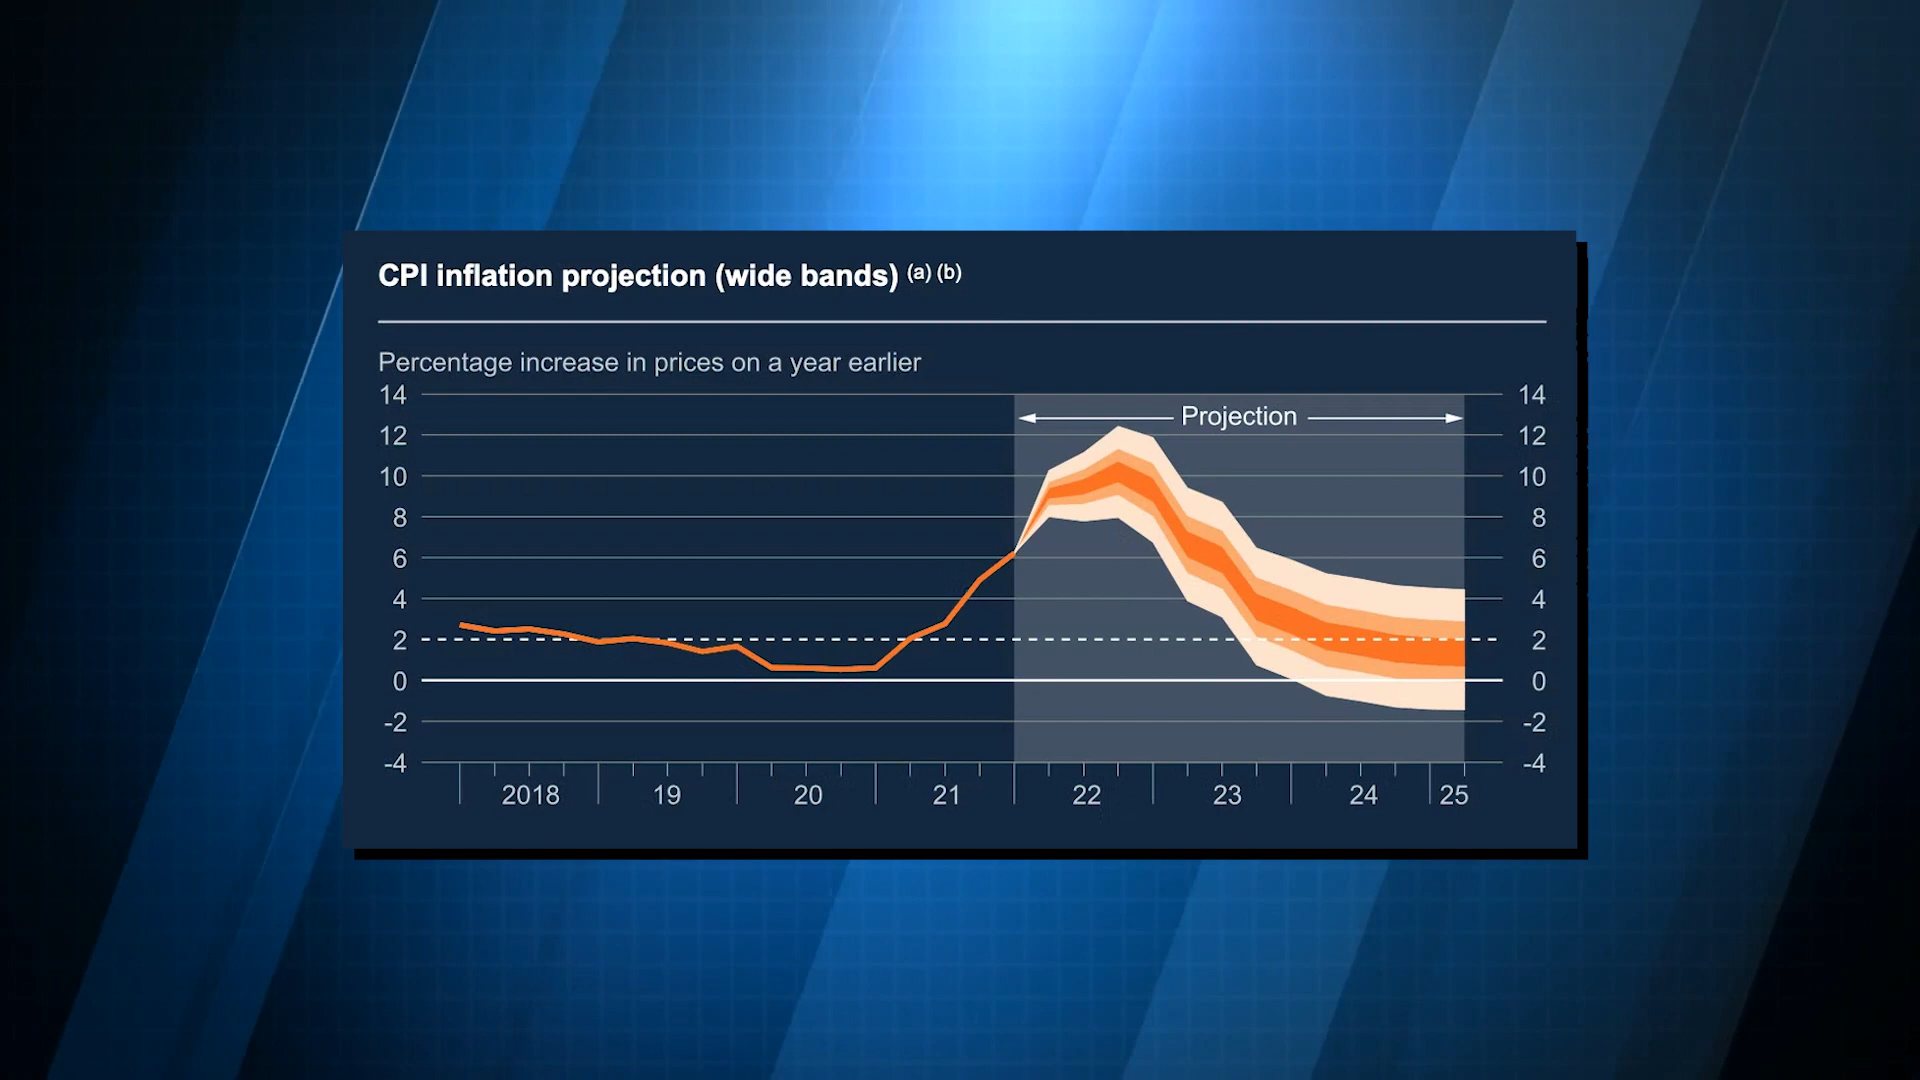 CPI inflation projection (wide bands) (a) (b)
Percentage increase in prices on a year earlier
14 14
Projection
12 12
10 10
8 8
6 6
4 4
2 2
0 0
-2 -2
-4 -4
2018 19 20 21 22 23 24 25